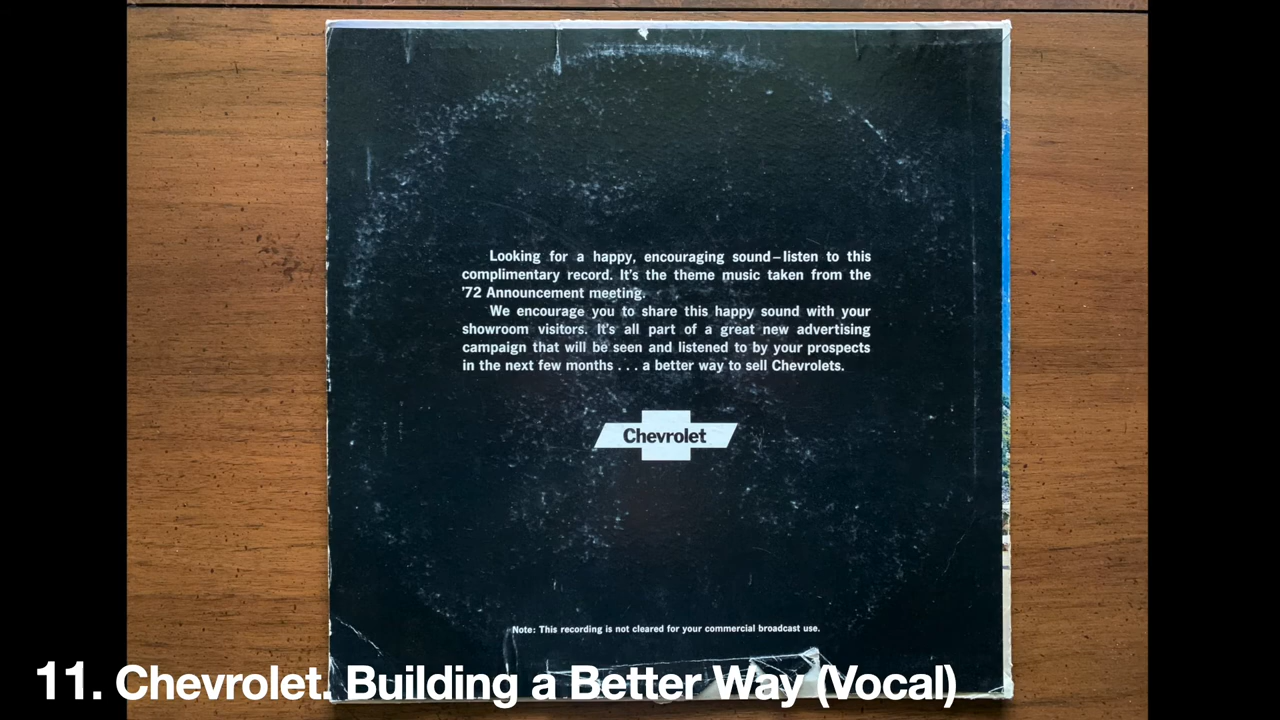 Looking for a happy, encouraging sound–listen to this
complimentary record. It's the theme music taken from the
'72 Announcement meeting.
We encourage you to share this happy sound with your
showroom visitors. It's all part of a great new advertising
campaign that will be seen and listened to by your prospects
in the next few months . . . a better way to sell Chevrolets.
Chevrolet
Note: This recording is not cleared for your commercial broadcast use.
11. Chevrolet. Building a Better Way (Vocal)